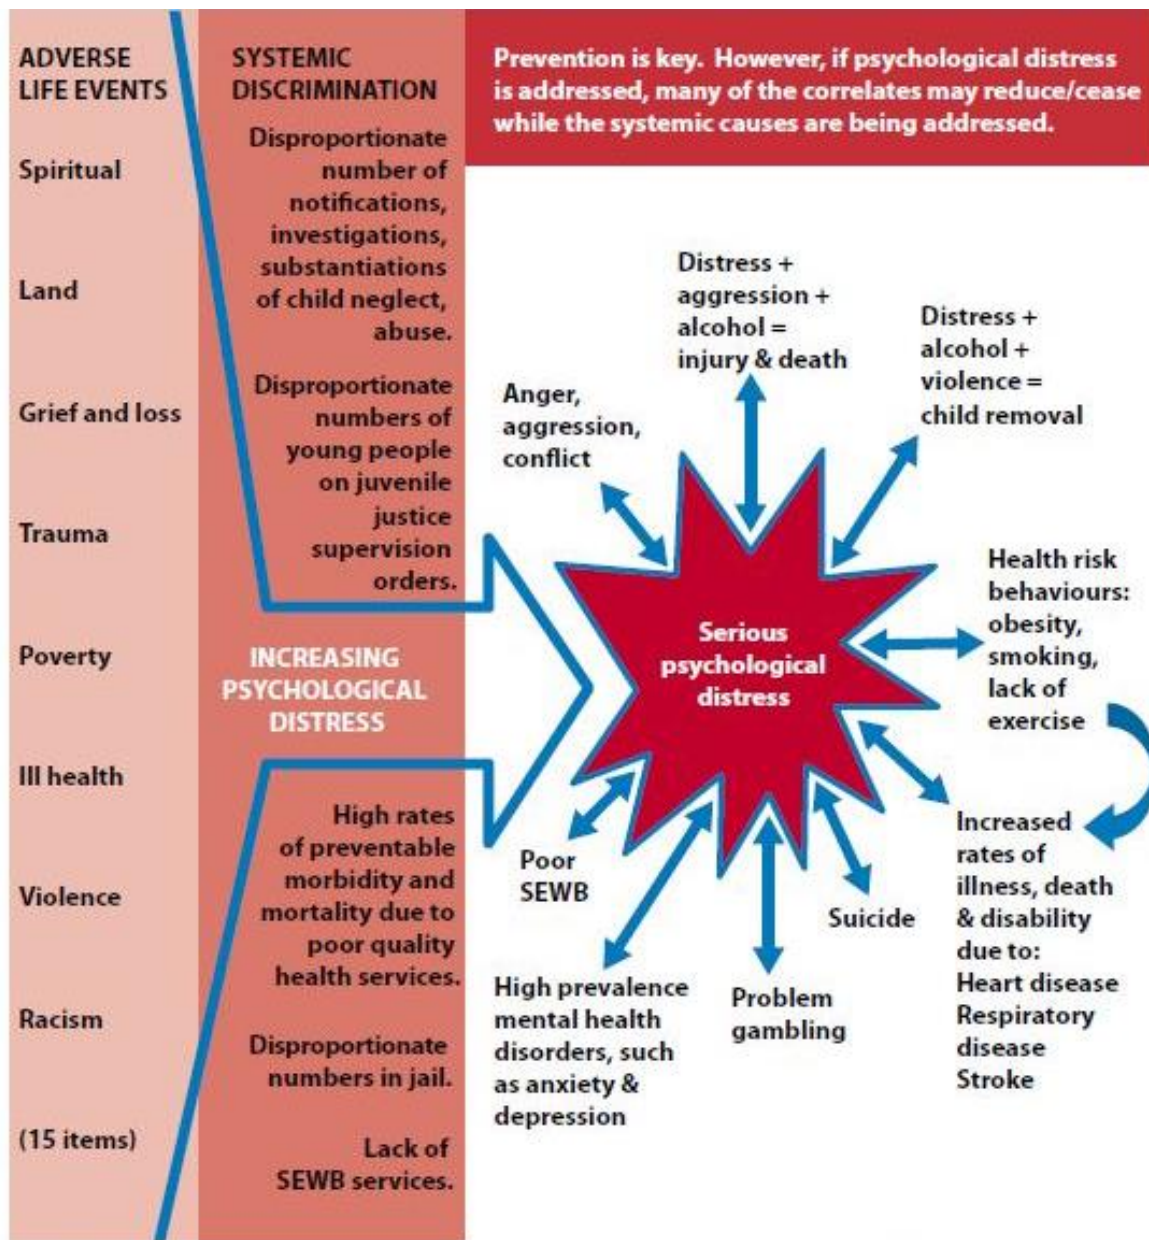 ADVERSE
LIFE EVENTS
Spiritual
Land
Grief and loss
Trauma
Poverty
Ill health
Violence
Racism
(15 items)
SYSTEMIC
DISCRIMINATION
Disproportionate
number of
notifications,
investigations,
substantiations
of child neglect,
abuse.
Disproportionate
numbers of
young people
on juvenile
justice
supervision
orders.
INCREASING
PSYCHOLOGICAL
DISTRESS
High rates
of preventable
morbidity and
mortality due to
poor quality
health services.
Disproportionate
numbers in jail.
Lack of
SEWB services.
Prevention is key. However, if psychological distress
is addressed, many of the correlates may reduce/cease
while the systemic causes are being addressed.
Distress +
aggression +
alcohol =
injury & death
Distress +
alcohol +
violence =
child removal
Anger,
aggression,
conflict
Serious
psychological
distress
Health risk
behaviours:
obesity,
smoking,
lack of
exercise
Poor
SEWB
High prevalence
mental health
disorders, such
as anxiety &
depression
Problem
gambling
Suicide
Increased
rates of
illness, death
& disability
due to:
Heart disease
Respiratory
disease
Stroke